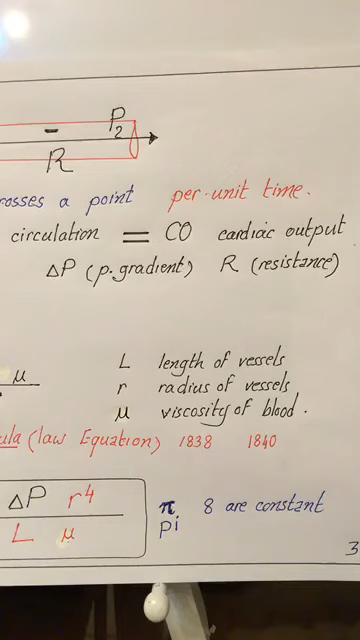 P2
R
crosses a point per.unit time.
circulation = CO cardiac output
ΔP (p.gradient) R (resistance)
μ L length of vessels
r radius of vessels
μ viscosity of blood.
ula (law Equation) 1838 1840
ΔP r4
L μ
π 8 are constant
pi
3